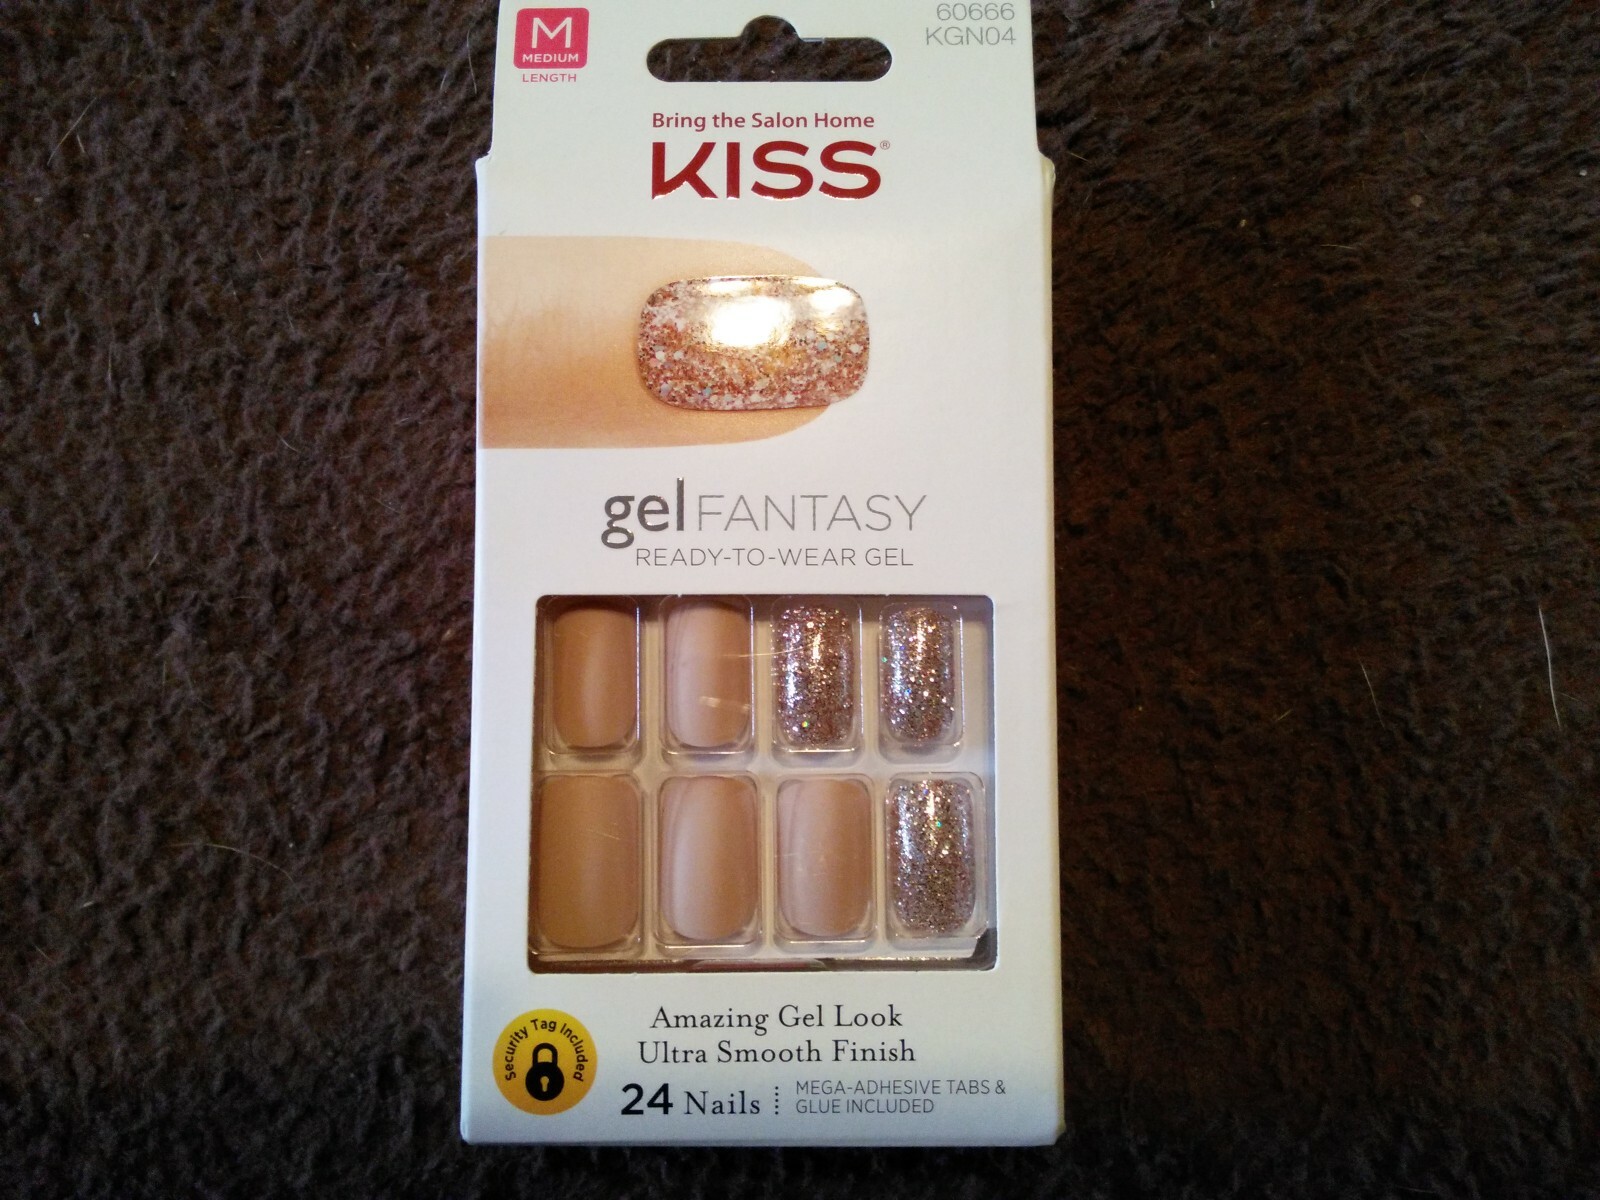 M
MEDIUM
LENGTH
60666
KGN04
Bring the Salon Home
KISS®
gel FANTASY
READY-TO-WEAR GEL
Security Tag Included
Amazing Gel Look
Ultra Smooth Finish
24 Nails
MEGA-ADHESIVE TABS &
GLUE INCLUDED